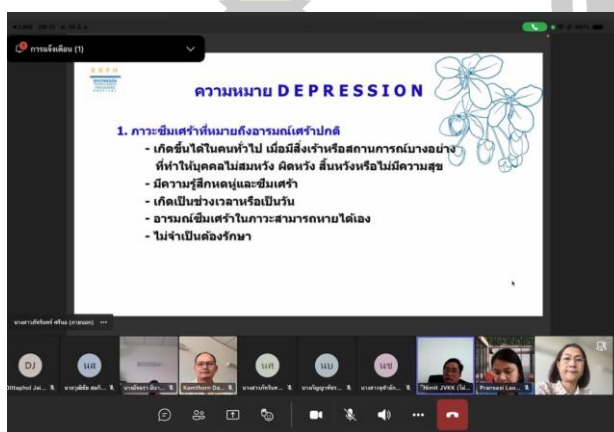 การแจ้งเตือน (1)
ความหมาย DEPRESSION
1. ภาวะซึมเศร้าที่หมายถึงอารมณ์เศร้าปกติ
- เกิดขึ้นได้ในคนทั่วไป เมื่อมีสิ่งเร้าหรือสถานการณ์บางอย่าง
ที่ทำให้บุคคลไม่สมหวัง ผิดหวัง สิ้นหวังหรือไม่มีความสุข
- มีความรู้สึกหดหู่และซึมเศร้า
- เกิดเป็นช่วงเวลาหรือเป็นวัน
- อารมณ์ซึมเศร้าในภาวะสามารถหายได้เอง
- ไม่จำเป็นต้องรักษา
DJ
นศ
นบ
นช
Kamthorn Da...
Nimit JVKK
Pransasi Lee...